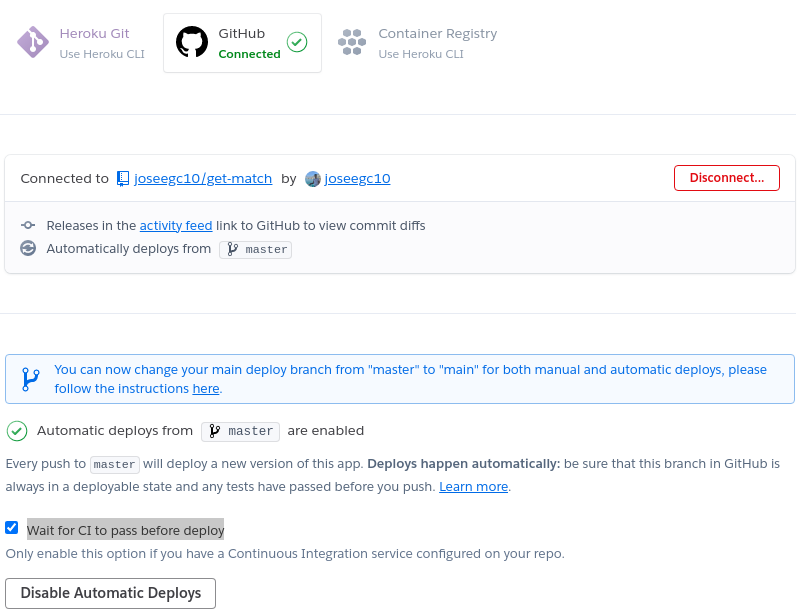 Heroku Git
Use Heroku CLI
GitHub
Connected
Container Registry
Use Heroku CLI
Connected to joseegc10/get-match by joseegc10
Disconnect...
Releases in the activity feed link to GitHub to view commit diffs
Automatically deploys from master
You can now change your main deploy branch from "master" to "main" for both manual and automatic deploys, please
follow the instructions here.
Automatic deploys from master are enabled
Every push to master will deploy a new version of this app. Deploys happen automatically: be sure that this branch in GitHub is
always in a deployable state and any tests have passed before you push. Learn more.
Wait for CI to pass before deploy
Only enable this option if you have a Continuous Integration service configured on your repo.
Disable Automatic Deploys